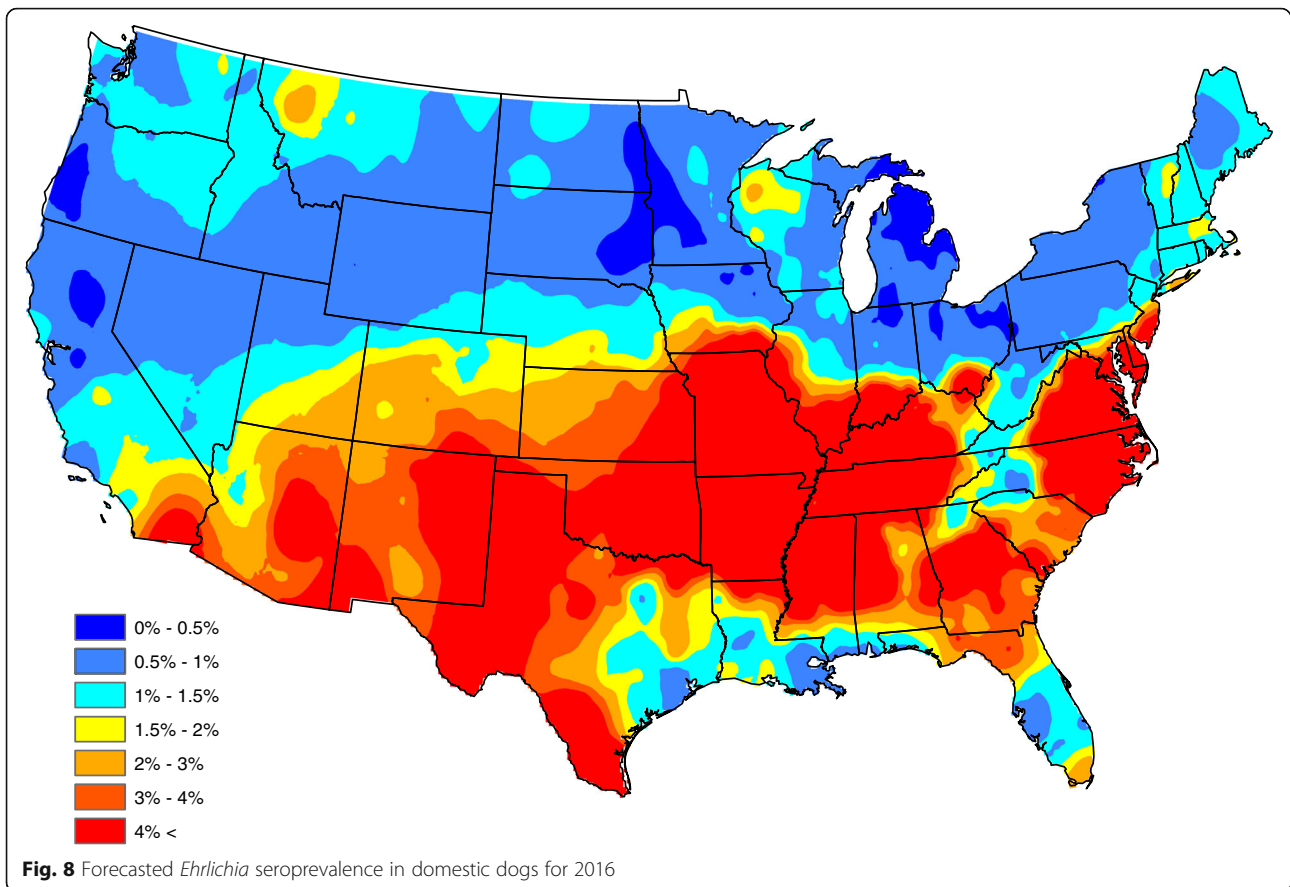 0% - 0.5%
0.5% - 1%
1% - 1.5%
1.5% - 2%
2% - 3%
3% - 4%
4% <
Fig. 8 Forecasted Ehrlichia seroprevalence in domestic dogs for 2016